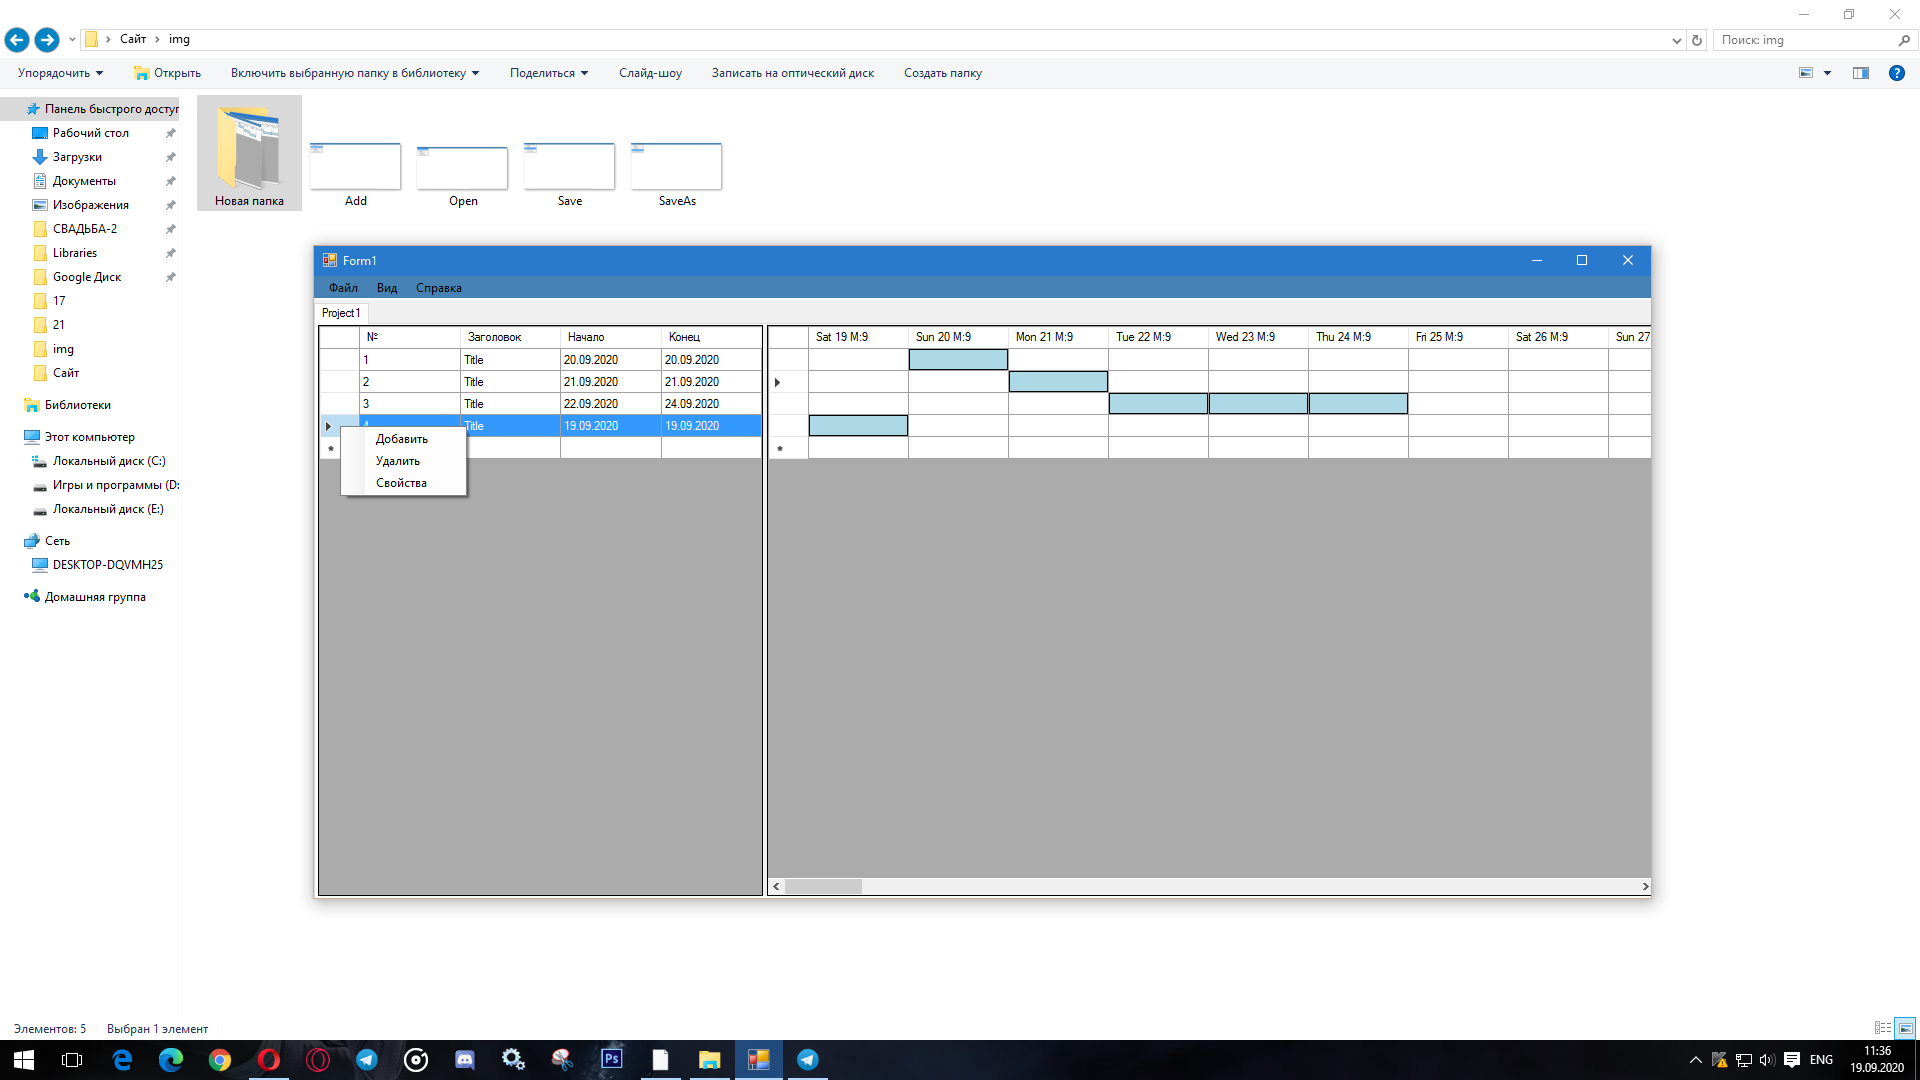 Сайт img
Поиск: img
Упорядочить Открыть Включить выбранную папку в библиотеку Поделиться Слайд-шоу Записать на оптический диск Создать папку
Панель быстрого доступ
Рабочий стол
Загрузки
Документы
Изображения
СВАДЬБА-2
Libraries
Google Диск
17
21
img
Сайт
Библиотеки
Этот компьютер
Локальный диск (C:)
Игры и программы (D:
Локальный диск (E:)
Сеть
DESKTOP-DQVMH25
Домашняя группа
Новая папка Add Open Save SaveAs
Form1
Файл Вид Справка
Project1
№ Заголовок Начало Конец
1 Title 20.09.2020 20.09.2020
2 Title 21.09.2020 21.09.2020
3 Title 22.09.2020 24.09.2020
4 Title 19.09.2020 19.09.2020
Добавить
Удалить
Свойства
Sat 19 M:9 Sun 20 M:9 Mon 21 M:9 Tue 22 M:9 Wed 23 M:9 Thu 24 M:9 Fri 25 M:9 Sat 26 M:9 Sun 27
Элементов: 5 Выбран 1 элемент
Ps
ENG
11:36
19.09.2020